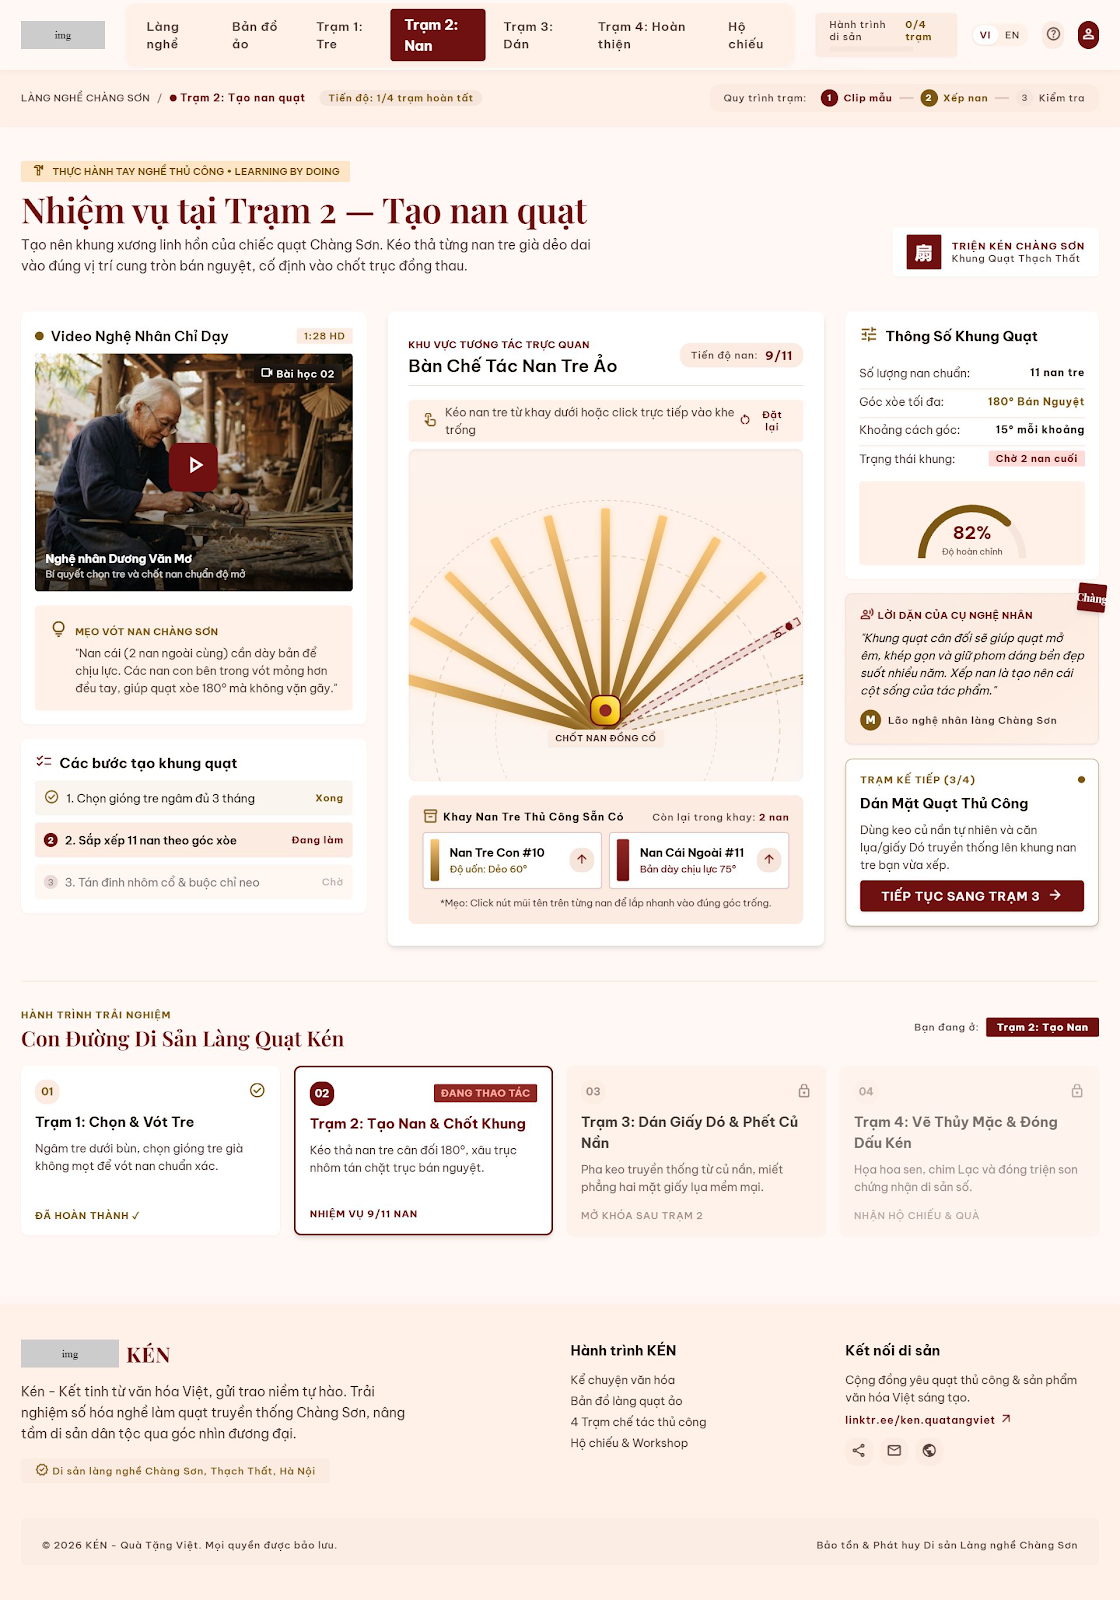 img
Làng nghề
Bản đồ ảo
Trạm 1: Tre
Trạm 2: Nan
Trạm 3: Dán
Trạm 4: Hoàn thiện
Hộ chiếu
Hành trình di sản
0/4 trạm
VI EN
LÀNG NGHỀ CHÀNG SƠN / Trạm 2: Tạo nan quạt
Tiến độ: 1/4 trạm hoàn tất
Quy trình trạm: 1 Clip mẫu — 2 Xếp nan — 3 Kiểm tra
THỰC HÀNH TAY NGHỀ THỦ CÔNG • LEARNING BY DOING
Nhiệm vụ tại Trạm 2 — Tạo nan quạt
Tạo nên khung xương linh hồn của chiếc quạt Chàng Sơn. Kéo thả từng nan tre già dẻo dai
vào đúng vị trí cung tròn bán nguyệt, cố định vào chốt trục đồng thau.
扇
TRIỆN KÉN CHÀNG SƠN
Khung Quạt Thạch Thất
Video Nghệ Nhân Chỉ Dạy
1:28 HD
Bài học 02
Nghệ nhân Dương Văn Mơ
Bí quyết chọn tre và chốt nan chuẩn độ mở
MẸO VÓT NAN CHÀNG SƠN
"Nan cái (2 nan ngoài cùng) cần dày bản để
chịu lực. Các nan con bên trong vót mỏng hơn
đều tay, giúp quạt xòe 180° mà không vặn gãy."
Các bước tạo khung quạt
1. Chọn gióng tre ngâm đủ 3 tháng
Xong
2 2. Sắp xếp 11 nan theo góc xòe
Đang làm
3 3. Tán đinh nhôm cố & buộc chỉ neo
Chờ
KHU VỰC TƯƠNG TÁC TRỰC QUAN
Bàn Chế Tác Nan Tre Ảo
Tiến độ nan: 9/11
Kéo nan tre từ khay dưới hoặc click trực tiếp vào khe
trống
Đặt lại
CHỐT NAN ĐỒNG CỔ
Khay Nan Tre Thủ Công Sẵn Có
Còn lại trong khay: 2 nan
Nan Tre Con #10
Độ uốn: Dẻo 60°
Nan Cái Ngoài #11
Bản dày chịu lực 75°
*Mẹo: Click nút mũi tên trên từng nan để lắp nhanh vào đúng góc trống.
Thông Số Khung Quạt
Số lượng nan chuẩn: 11 nan tre
Góc xòe tối đa: 180° Bán Nguyệt
Khoảng cách góc: 15° mỗi khoảng
Trạng thái khung: Chờ 2 nan cuối
82%
Độ hoàn chỉnh
Chàng
LỜI DẶN CỦA CỤ NGHỆ NHÂN
"Khung quạt cân đối sẽ giúp quạt mở
êm, khép gọn và giữ phom dáng bền đẹp
suốt nhiều năm. Xếp nan là tạo nên cái
cột sống của tác phẩm."
M Lão nghệ nhân làng Chàng Sơn
TRẠM KẾ TIẾP (3/4)
Dán Mặt Quạt Thủ Công
Dùng keo củ nần tự nhiên và căn
lụa/giấy Dó truyền thống lên khung nan
tre bạn vừa xếp.
TIẾP TỤC SANG TRẠM 3
HÀNH TRÌNH TRẢI NGHIỆM
Con Đường Di Sản Làng Quạt Kén
Bạn đang ở: Trạm 2: Tạo Nan
01
Trạm 1: Chọn & Vót Tre
Ngâm tre dưới bùn, chọn gióng tre già
không mọt để vót nan chuẩn xác.
ĐÃ HOÀN THÀNH ✓
02
ĐANG THAO TÁC
Trạm 2: Tạo Nan & Chốt Khung
Kéo thả nan tre cân đối 180°, xâu trục
nhôm tán chặt trục bán nguyệt.
NHIỆM VỤ 9/11 NAN
03
Trạm 3: Dán Giấy Dó & Phết Củ
Nần
Pha keo truyền thống từ củ nần, miết
phẳng hai mặt giấy lụa mềm mại.
MỞ KHÓA SAU TRẠM 2
04
Trạm 4: Vẽ Thủy Mặc & Đóng
Dấu Kén
Họa hoa sen, chim Lạc và đóng triện son
chứng nhận di sản số.
NHẬN HỘ CHIẾU & QUÀ
img
KÉN
Kén - Kết tinh từ văn hóa Việt, gửi trao niềm tự hào. Trải
nghiệm số hóa nghề làm quạt truyền thống Chàng Sơn, nâng
tầm di sản dân tộc qua góc nhìn đương đại.
Di sản làng nghề Chàng Sơn, Thạch Thất, Hà Nội
Hành trình KÉN
Kể chuyện văn hóa
Bản đồ làng quạt ảo
4 Trạm chế tác thủ công
Hộ chiếu & Workshop
Kết nối di sản
Cộng đồng yêu quạt thủ công & sản phẩm
văn hóa Việt sáng tạo.
linktr.ee/ken.quatangviet
© 2026 KÉN - Quà Tặng Việt. Mọi quyền được bảo lưu.
Bảo tồn & Phát huy Di sản Làng nghề Chàng Sơn